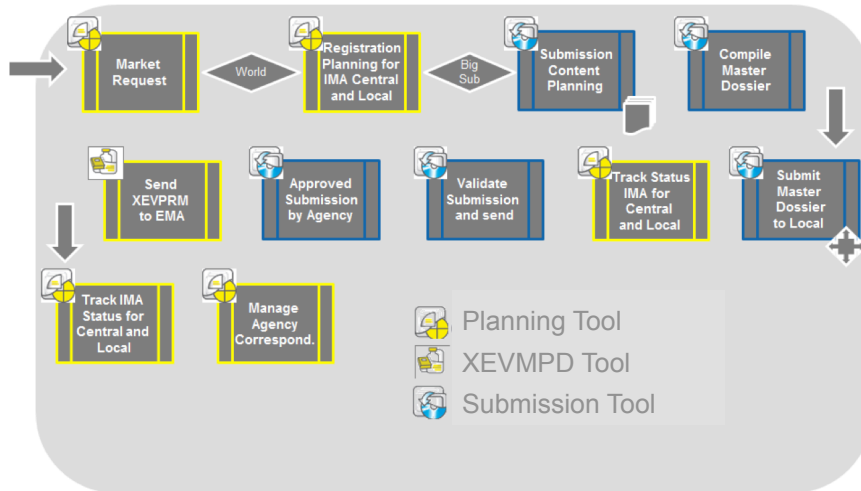 Market
Request
World
Registration
Planning for
IMA Central
and Local
Big
Sub
Submission
Content
Planning
Compile
Master
Dossier
Send
XEVPRM
to EMA
Approved
Submission
by Agency
Validate
Submission
and send
Track Status
IMA for
Central
and Local
Submit
Master
Dossier
to Local
Track IMA
Status for
Central and
Local
Manage
Agency
Correspond.
Planning Tool
XEVMPD Tool
Submission Tool